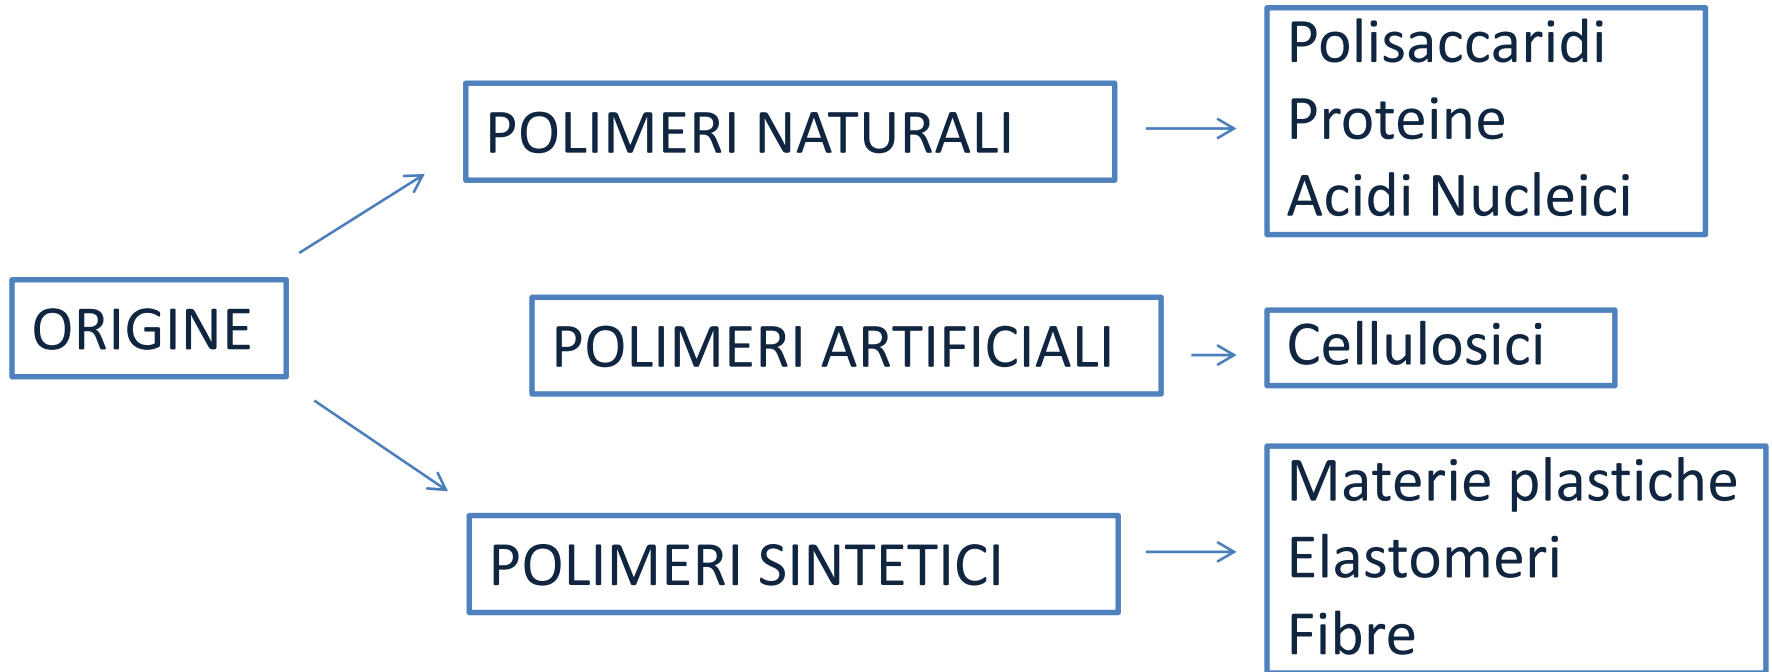 ORIGINE
POLIMERI NATURALI
Polisaccaridi
Proteine
Acidi Nucleici
POLIMERI ARTIFICIALI
Cellulosici
POLIMERI SINTETICI
Materie plastiche
Elastomeri
Fibre